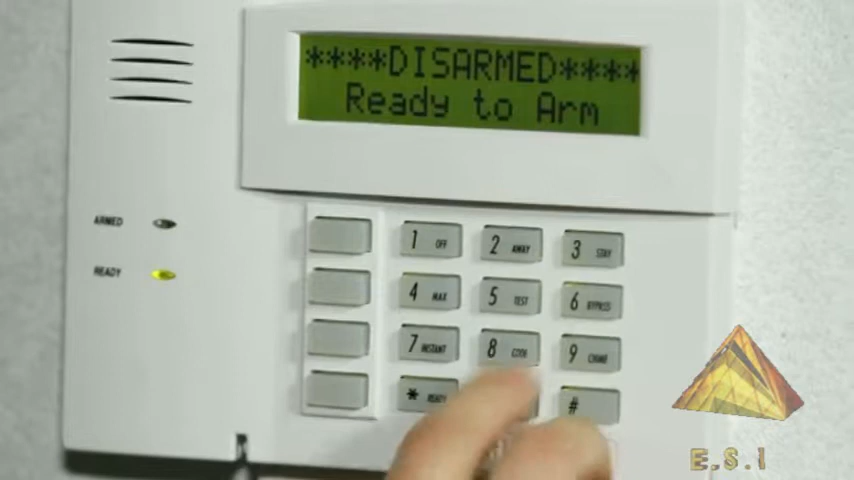 ****DISARMED****
Ready to Arm
ARMED
READY
1 OFF
2 AWAY
3 STAY
4 MAX
5 TEST
6 BYPASS
7 INSTANT
8 CODE
9 CHIME
* READY
#
E.S.I